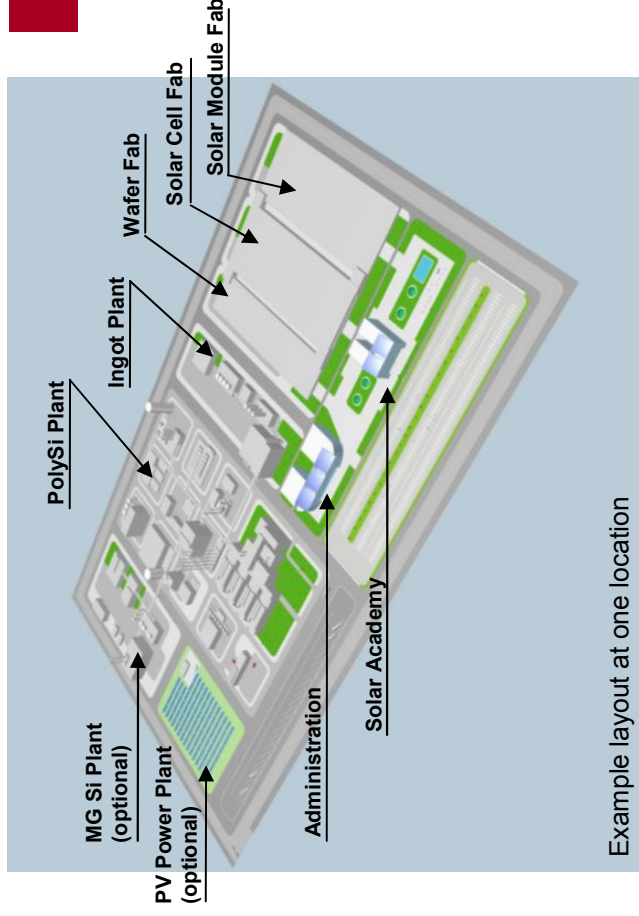 Solar Module Fab
Solar Cell Fab
Wafer Fab
Ingot Plant
PolySi Plant
MG Si Plant
(optional)
PV Power Plant
(optional)
Administration
Solar Academy
Example layout at one location